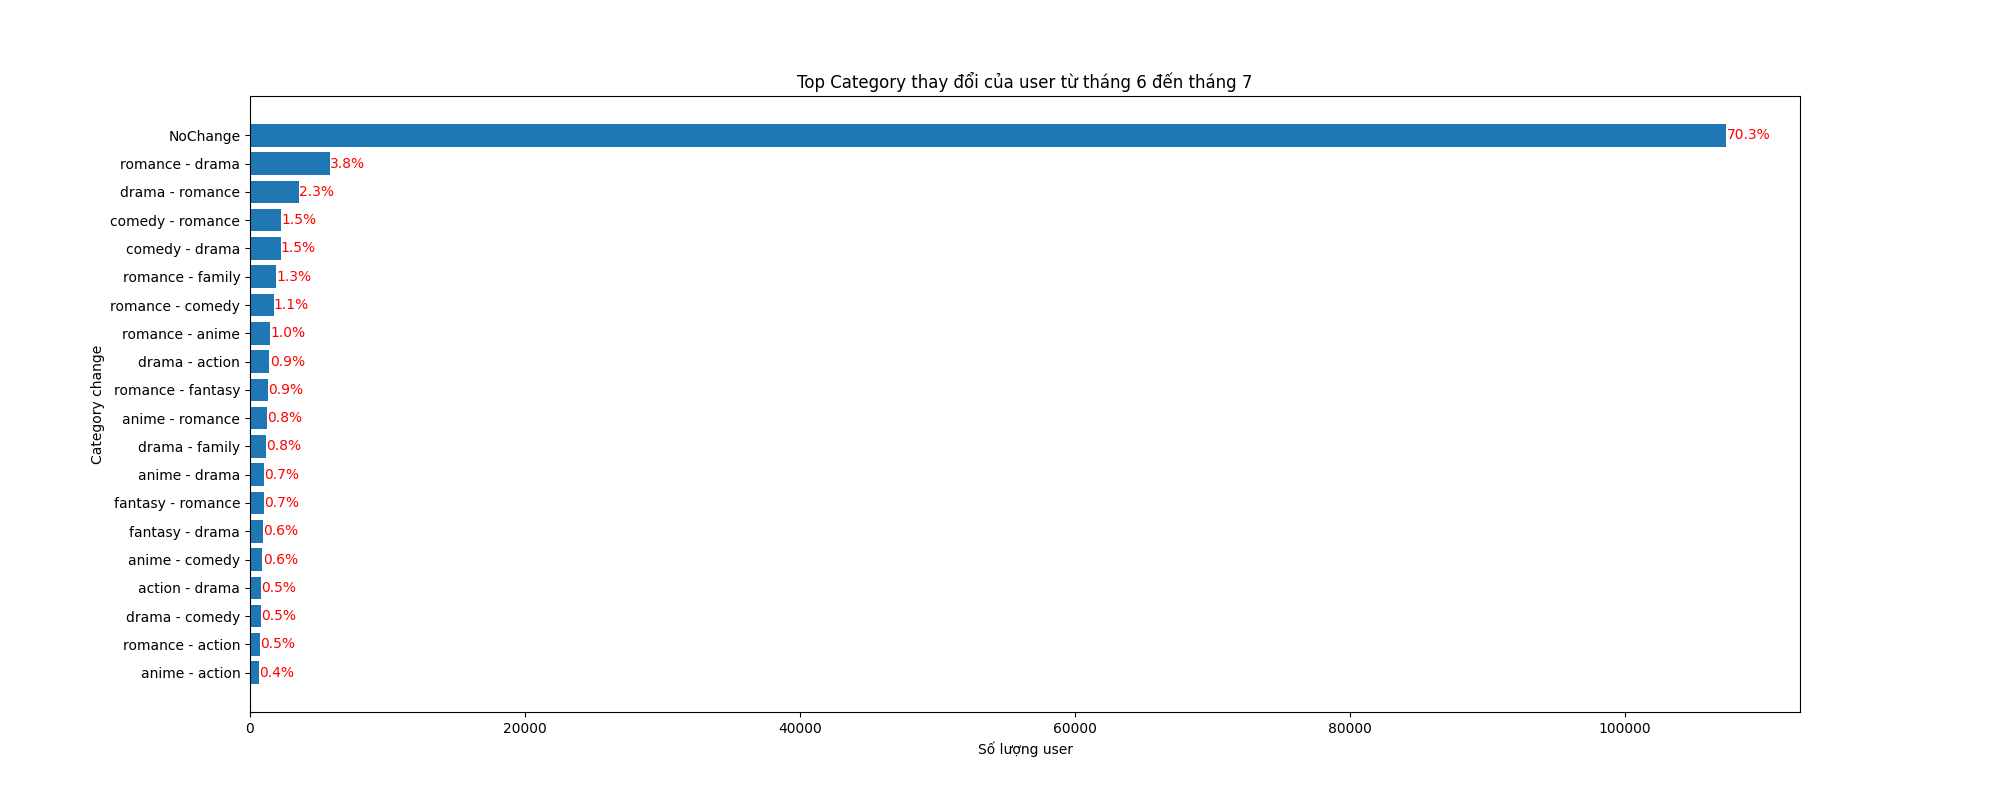 Top Category thay đổi của user từ tháng 6 đến tháng 7
Category change
NoChange 70.3%
romance - drama 3.8%
drama - romance 2.3%
comedy - romance 1.5%
comedy - drama 1.5%
romance - family 1.3%
romance - comedy 1.1%
romance - anime 1.0%
drama - action 0.9%
romance - fantasy 0.9%
anime - romance 0.8%
drama - family 0.8%
anime - drama 0.7%
fantasy - romance 0.7%
fantasy - drama 0.6%
anime - comedy 0.6%
action - drama 0.5%
drama - comedy 0.5%
romance - action 0.5%
anime - action 0.4%
0 20000 40000 60000 80000 100000
Số lượng user